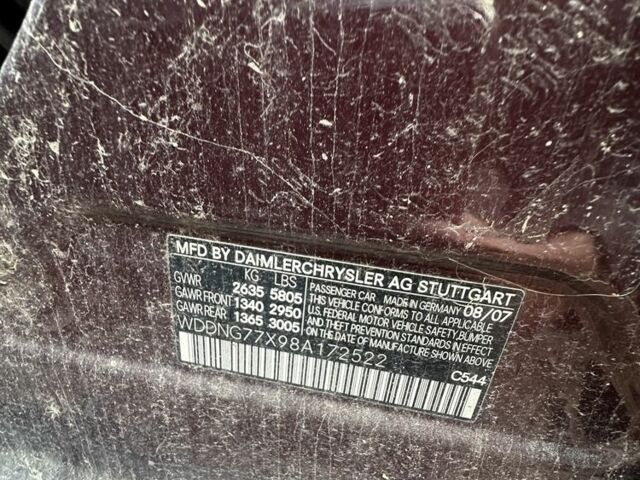 MFD BY DAIMLERCHRYSLER AG STUTTGART
KG LBS
GVWR 2635 5805
GAWR FRONT 1340 2950
GAWR REAR 1365 3005
PASSENGER CAR MADE IN GERMANY 08/07
THIS VEHICLE CONFORMS TO ALL APPLICABLE
U.S. FEDERAL MOTOR VEHICLE SAFETY, BUMPER
AND THEFT PREVENTION STANDARDS IN EFFECT
ON THE DATE OF MANUFACTURE SHOWN ABOVE
WDDNG77X98A172522
C544